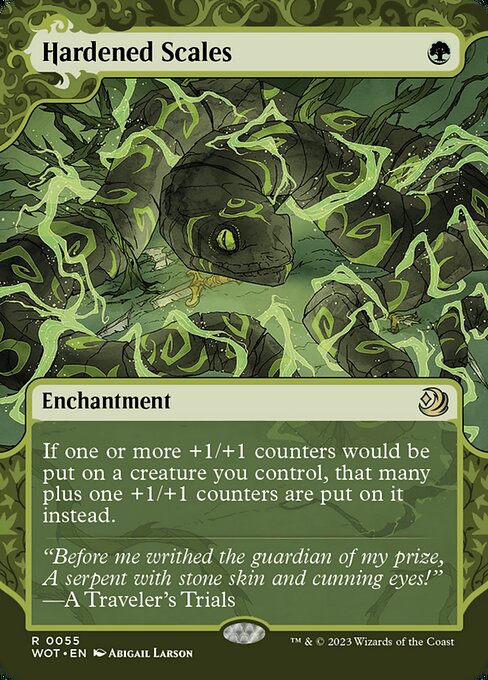 Hardened Scales
Enchantment
If one or more +1/+1 counters would be
put on a creature you control, that many
plus one +1/+1 counters are put on it
instead.
“Before me writhed the guardian of my prize,
A serpent with stone skin and cunning eyes!”
—A Traveler’s Trials
R 0055
WOT • EN Abigail Larson
™ & © 2023 Wizards of the Coast